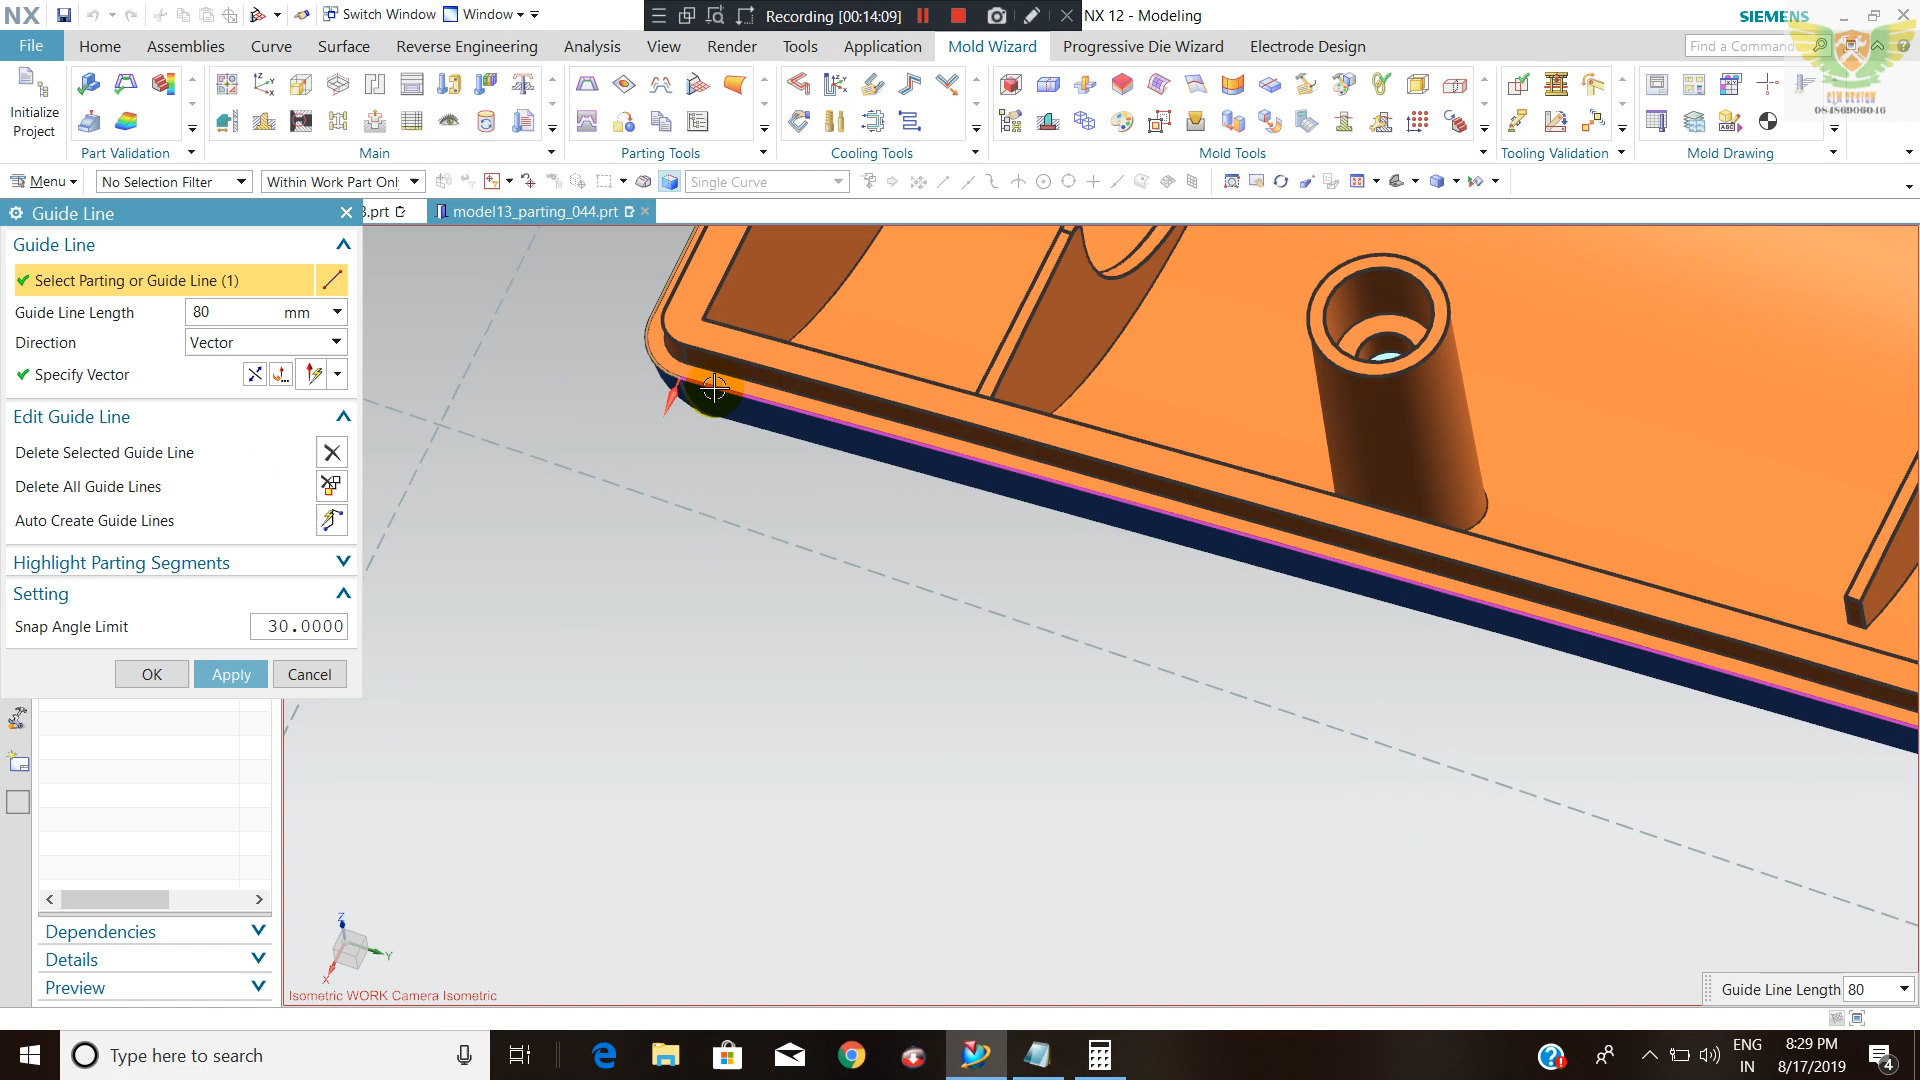 NX
Switch Window
Window
Recording [00:14:09]
NX 12 - Modeling
SIEMENS
File
Home
Assemblies
Curve
Surface
Reverse Engineering
Analysis
View
Render
Tools
Application
Mold Wizard
Progressive Die Wizard
Electrode Design
Find a Command
Initialize
Project
CIM DESIGN
08486906046
Part Validation
Main
Parting Tools
Cooling Tools
Mold Tools
Tooling Validation
Mold Drawing
Menu
No Selection Filter
Within Work Part Onl
Single Curve
Guide Line
3.prt
model13_parting_044.prt
Guide Line
Select Parting or Guide Line (1)
Guide Line Length
80
mm
Direction
Vector
Specify Vector
Edit Guide Line
Delete Selected Guide Line
Delete All Guide Lines
Auto Create Guide Lines
Highlight Parting Segments
Setting
Snap Angle Limit
30.0000
OK
Apply
Cancel
Dependencies
Details
Preview
Z
Y
X
Isometric WORK Camera Isometric
Guide Line Length
80
Type here to search
ENG
IN
8:29 PM
8/17/2019
4